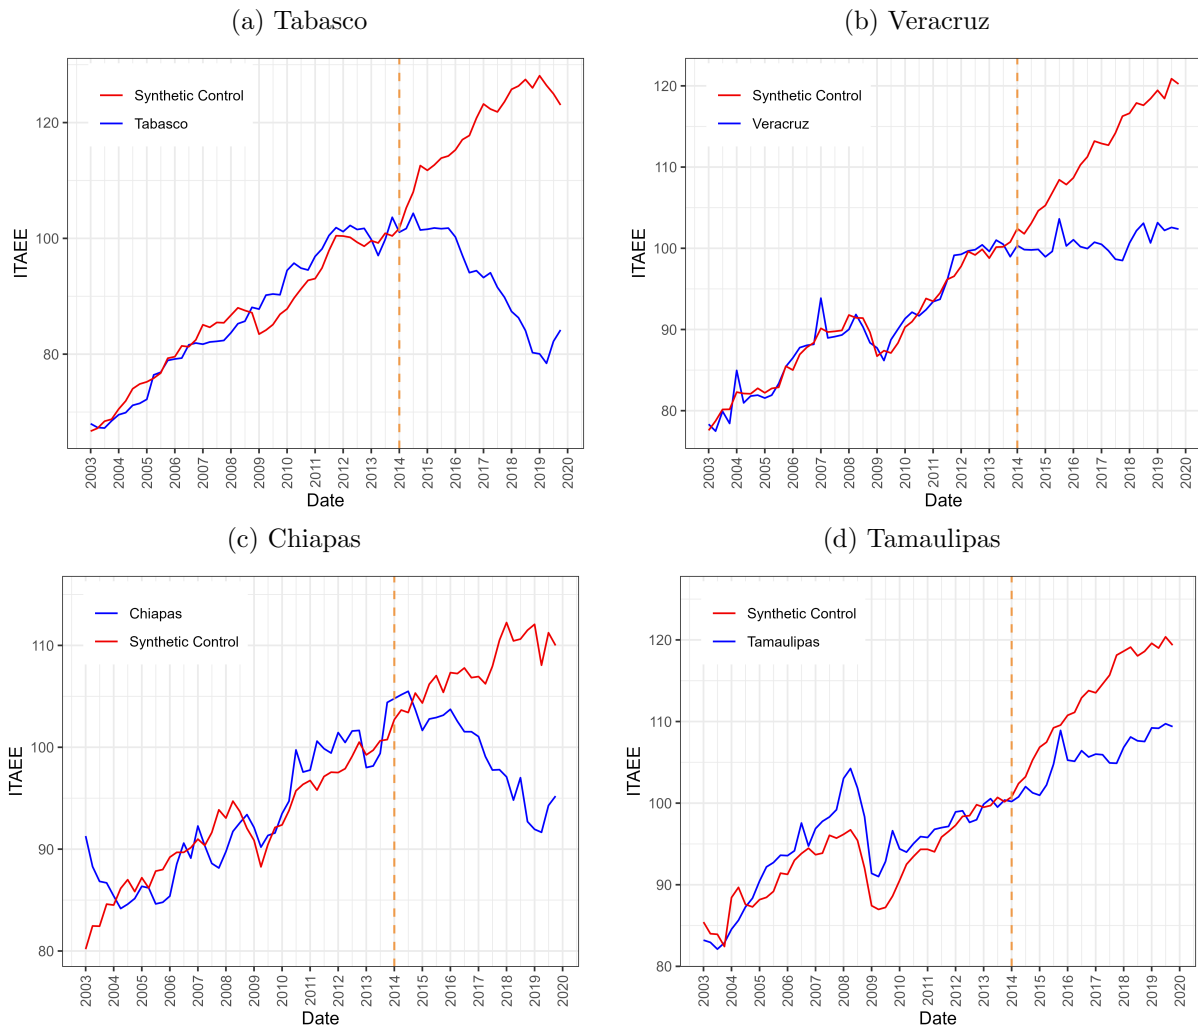 (a) Tabasco
ITAEE
120
100
80
Synthetic Control
Tabasco
2003 2004 2005 2006 2007 2008 2009 2010 2011 2012 2013 2014 2015 2016 2017 2018 2019 2020
Date
(b) Veracruz
ITAEE
120
110
100
90
80
Synthetic Control
Veracruz
2003 2004 2005 2006 2007 2008 2009 2010 2011 2012 2013 2014 2015 2016 2017 2018 2019 2020
Date
(c) Chiapas
ITAEE
110
100
90
80
Chiapas
Synthetic Control
2003 2004 2005 2006 2007 2008 2009 2010 2011 2012 2013 2014 2015 2016 2017 2018 2019 2020
Date
(d) Tamaulipas
ITAEE
120
110
100
90
80
Synthetic Control
Tamaulipas
2003 2004 2005 2006 2007 2008 2009 2010 2011 2012 2013 2014 2015 2016 2017 2018 2019 2020
Date